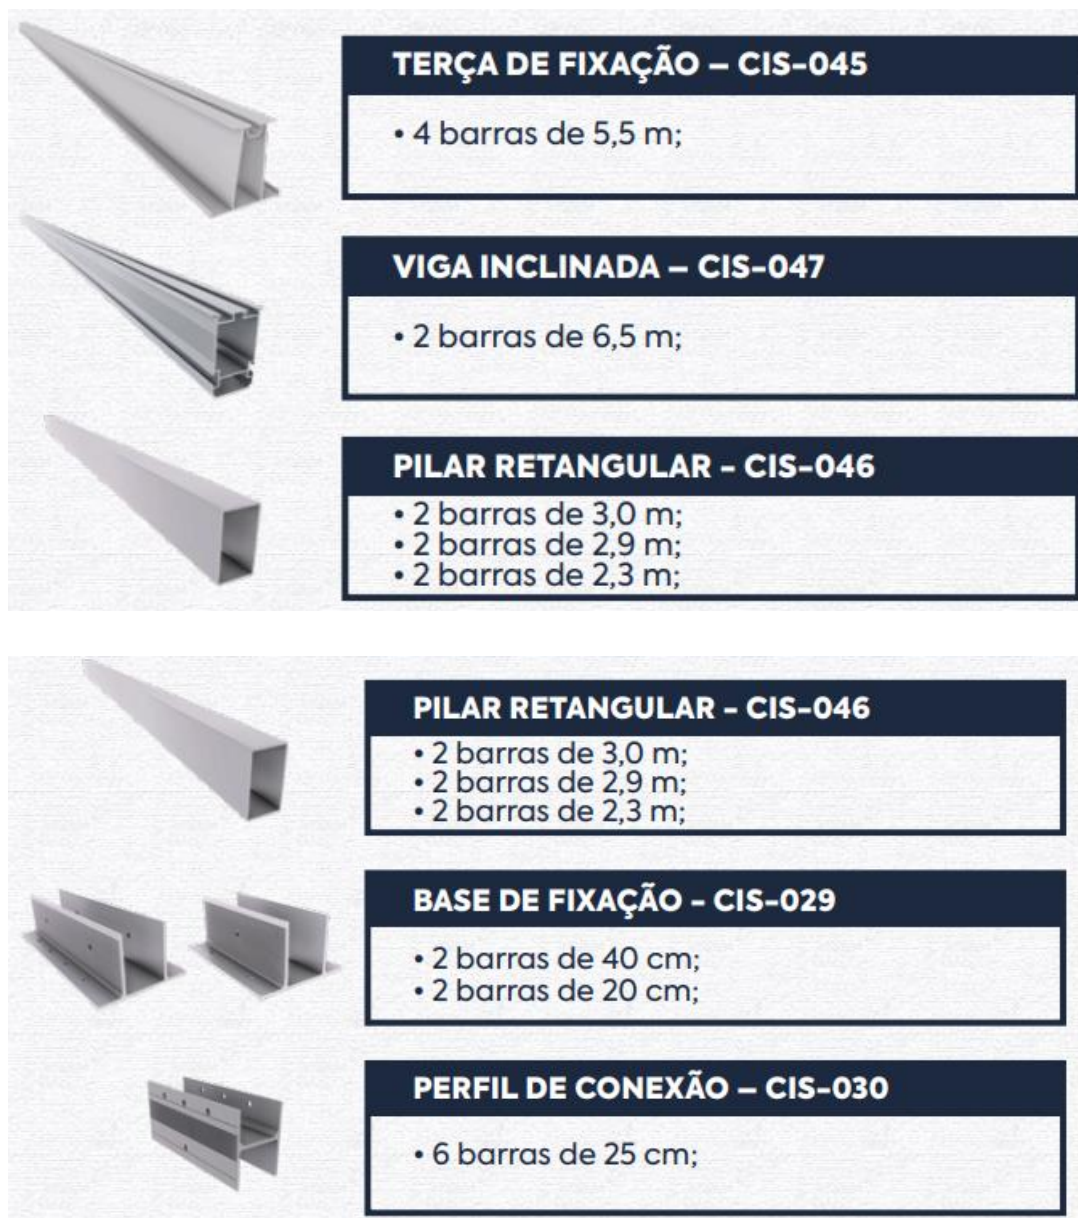 TERÇA DE FIXAÇÃO – CIS-045
• 4 barras de 5,5 m;
VIGA INCLINADA – CIS-047
• 2 barras de 6,5 m;
PILAR RETANGULAR - CIS-046
• 2 barras de 3,0 m;
• 2 barras de 2,9 m;
• 2 barras de 2,3 m;
PILAR RETANGULAR - CIS-046
• 2 barras de 3,0 m;
• 2 barras de 2,9 m;
• 2 barras de 2,3 m;
BASE DE FIXAÇÃO - CIS-029
• 2 barras de 40 cm;
• 2 barras de 20 cm;
PERFIL DE CONEXÃO – CIS-030
• 6 barras de 25 cm;